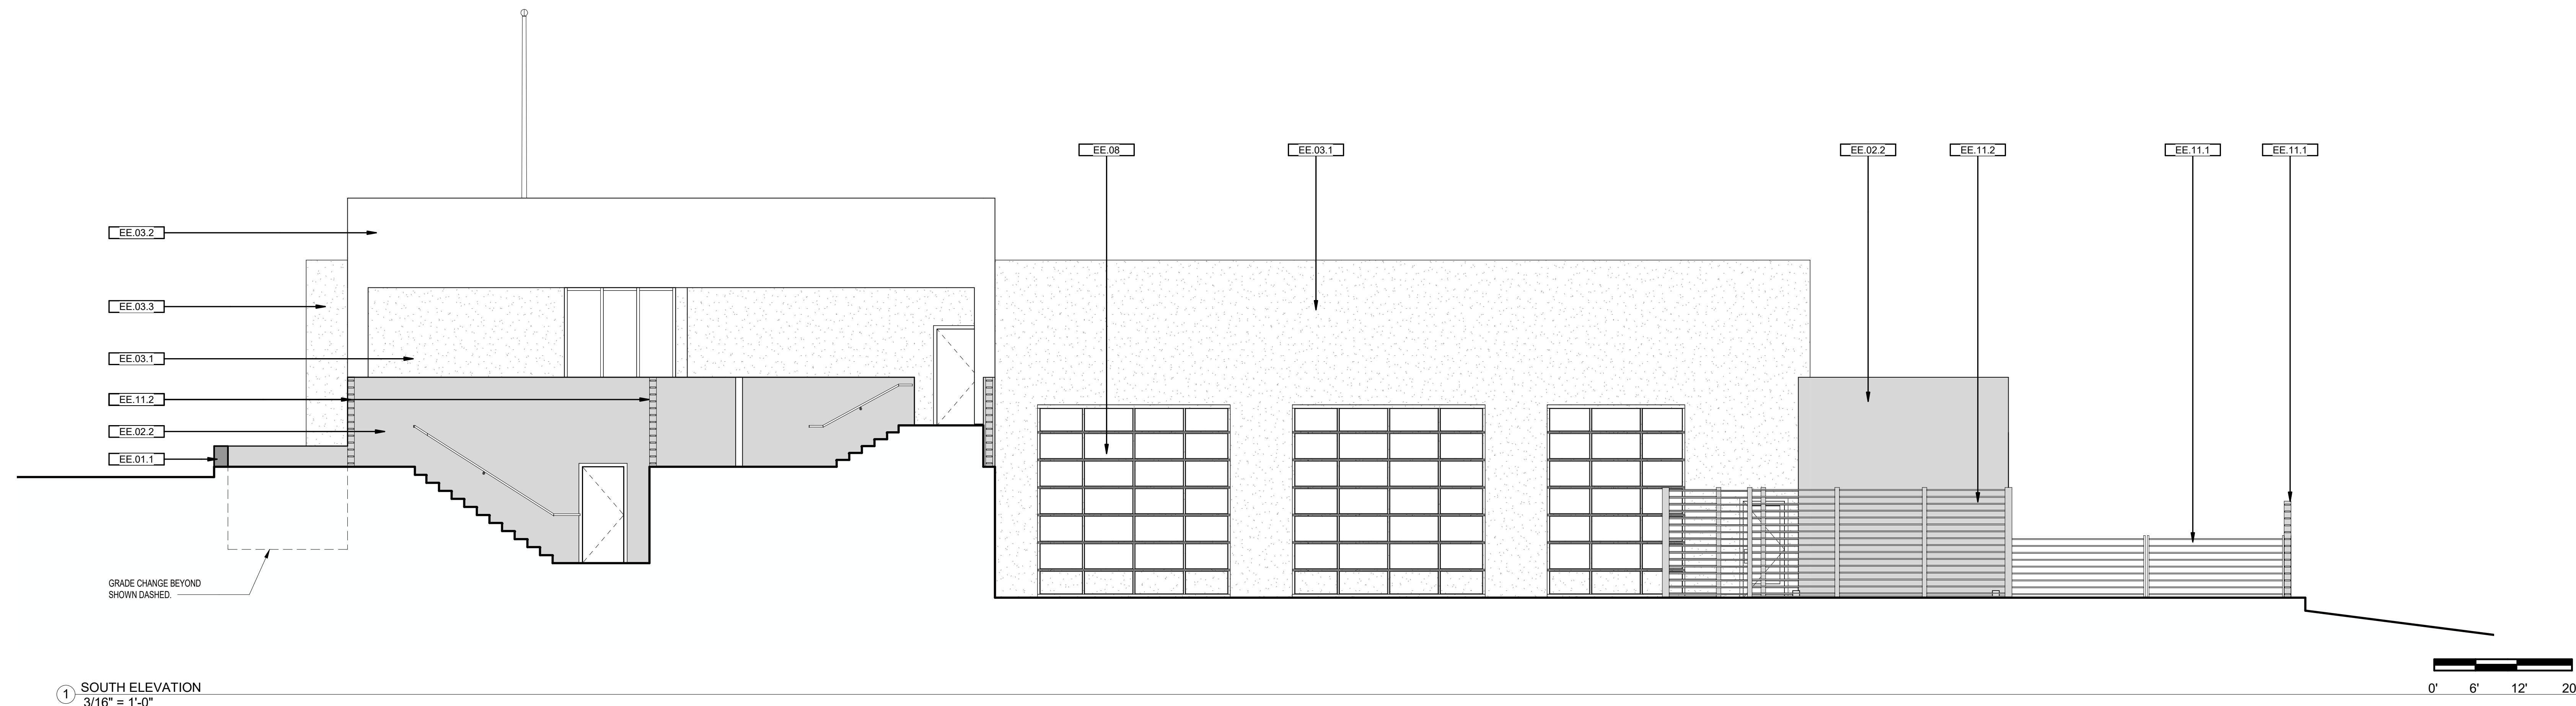 EE.08
EE.03.1
EE.02.2
EE.11.2
EE.11.1
EE.11.1
EE.03.2
EE.03.3
EE.03.1
EE.11.2
EE.02.2
EE.01.1
GRADE CHANGE BEYOND
SHOWN DASHED.
1 SOUTH ELEVATION
3/16" = 1'-0"
0' 6' 12' 20